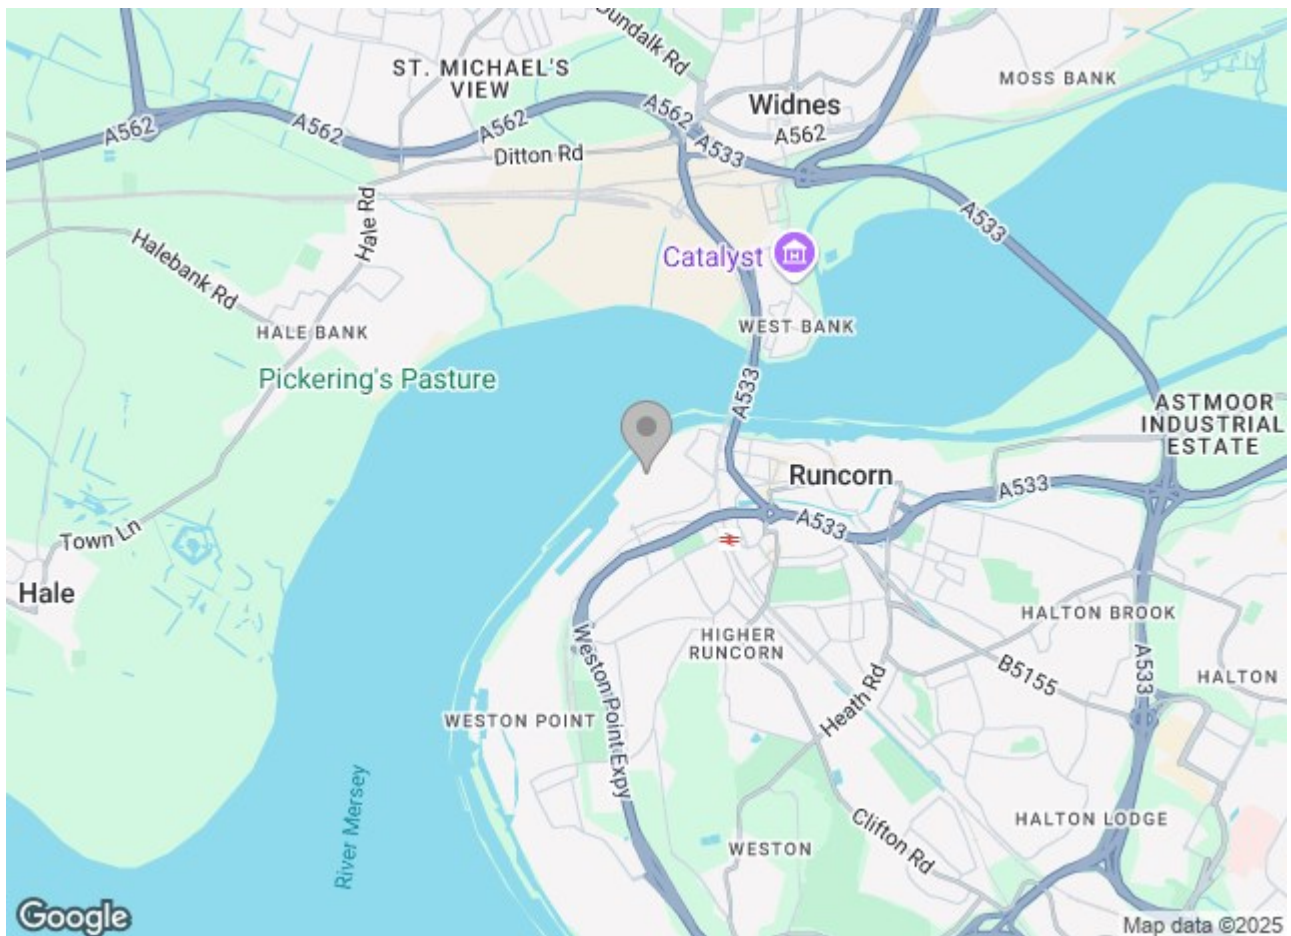 Dundalk Rd
ST. MICHAEL'S
VIEW
MOSS BANK
Widnes
A562
A562
A562
A562
A562
A533
Ditton Rd
Hale Rd
A533
Halebank Rd
Catalyst
HALE BANK
WEST BANK
Pickering's Pasture
A533
ASTMOOR
INDUSTRIAL
ESTATE
Runcorn
A533
A533
Town Ln
Hale
HALTON BROOK
HIGHER
RUNCORN
B5155
A533
HALTON
Weston Point Expy
Heath Rd
WESTON POINT
River Mersey
HALTON LODGE
Clifton Rd
WESTON
Google
Map data ©2025